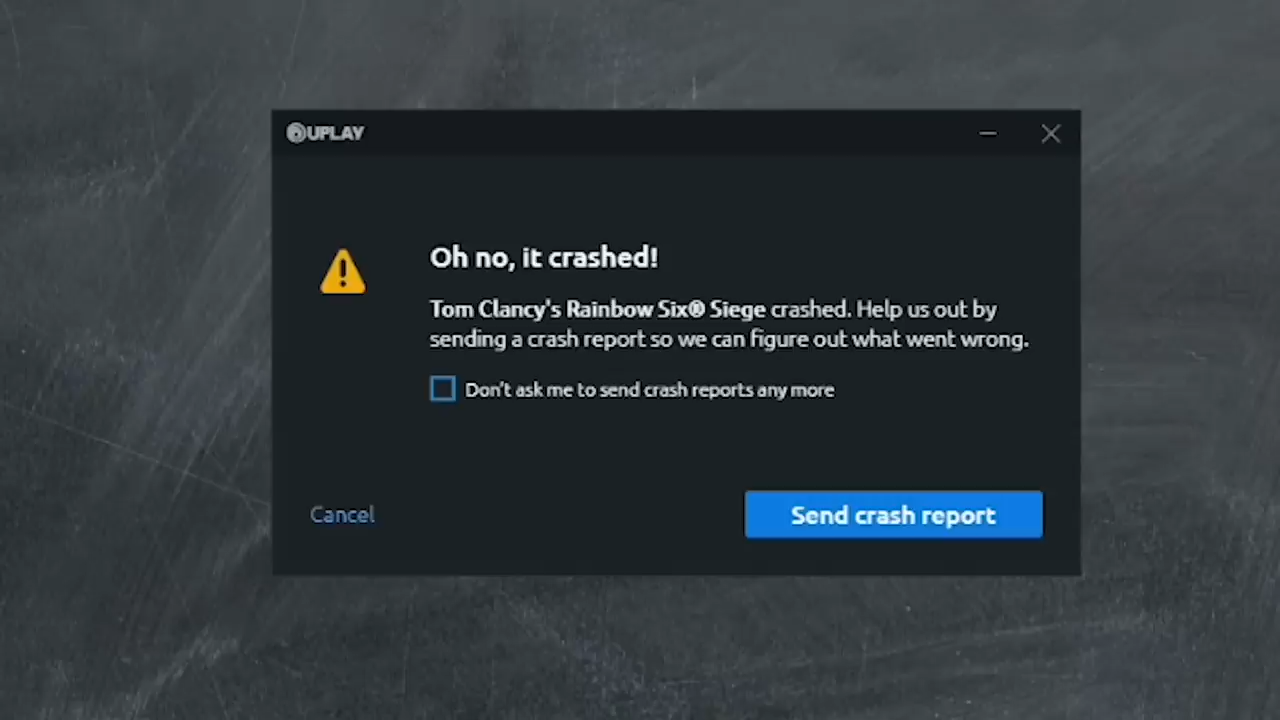 UPLAY
Oh no, it crashed!
Tom Clancy's Rainbow Six® Siege crashed. Help us out by
sending a crash report so we can figure out what went wrong.
Don't ask me to send crash reports any more
Cancel
Send crash report